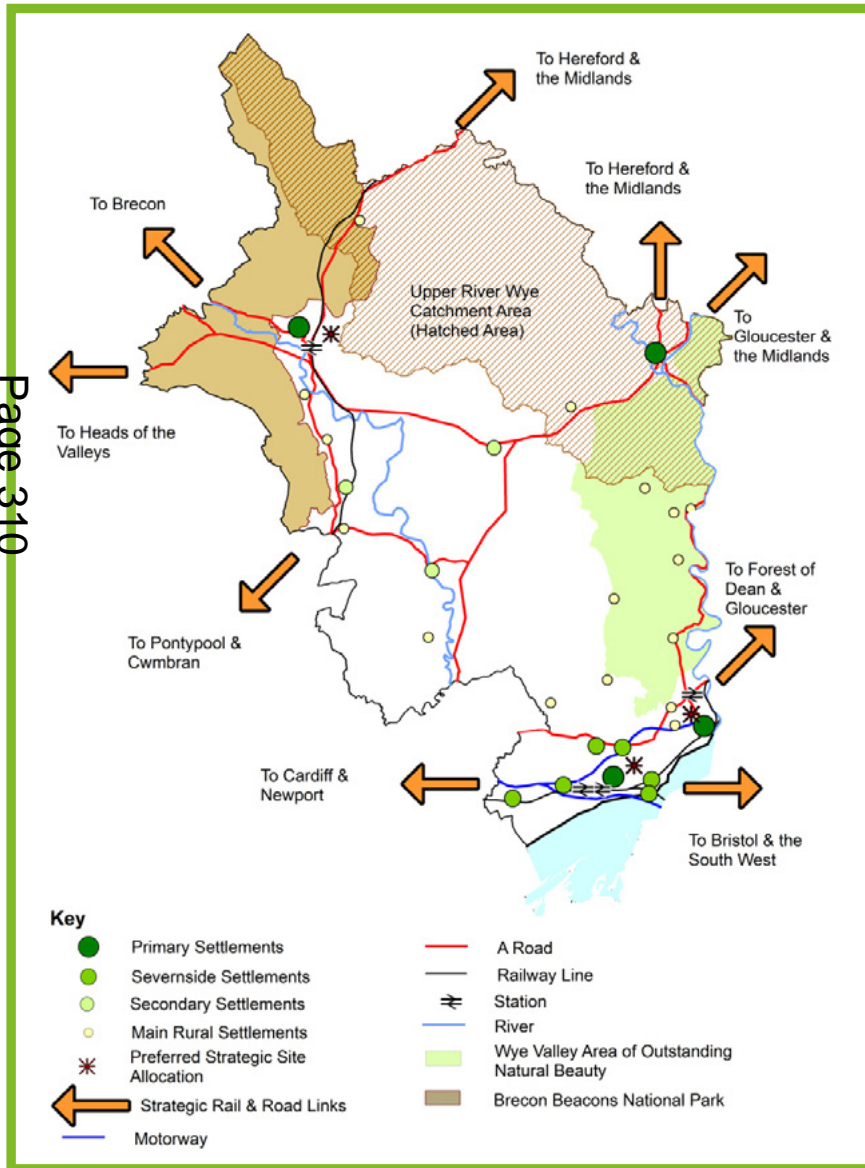 To Hereford &
the Midlands
To Hereford &
the Midlands
To Brecon
Upper River Wye
Catchment Area
(Hatched Area)
To
Gloucester &
the Midlands
To Heads of the
Valleys
Page 310
To Forest of
Dean &
Gloucester
To Pontypool &
Cwmbran
To Cardiff &
Newport
To Bristol & the
South West
Key
Primary Settlements
Severnside Settlements
Secondary Settlements
Main Rural Settlements
Preferred Strategic Site
Allocation
Strategic Rail & Road Links
Motorway
A Road
Railway Line
Station
River
Wye Valley Area of Outstanding
Natural Beauty
Brecon Beacons National Park